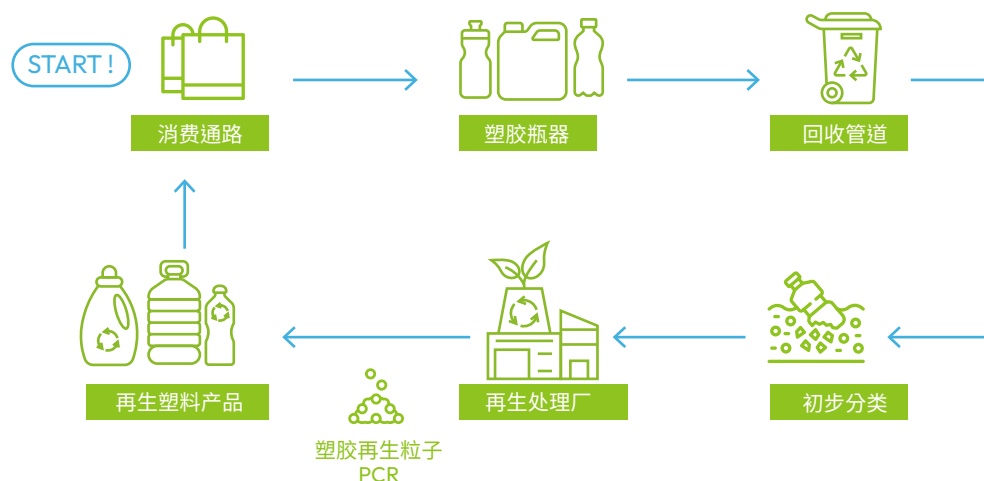 START!
消费通路
塑胶瓶器
回收管道
再生塑料产品
再生处理厂
初步分类
塑胶再生粒子
PCR